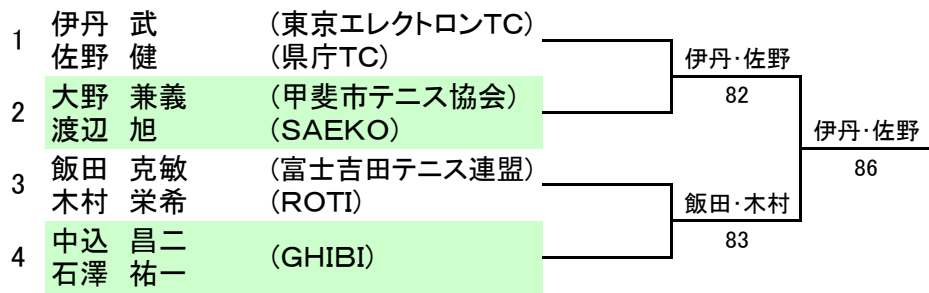 1
伊丹 武 (東京エレクトロンTC)
佐野 健 (県庁TC)
2
大野 兼義 (甲斐市テニス協会)
渡辺 旭 (SAEKO)
3
飯田 克敏 (富士吉田テニス連盟)
木村 栄希 (ROTI)
4
中込 昌二
石澤 祐一
(GHIBI)
伊丹・佐野
82
飯田・木村
83
伊丹・佐野
86